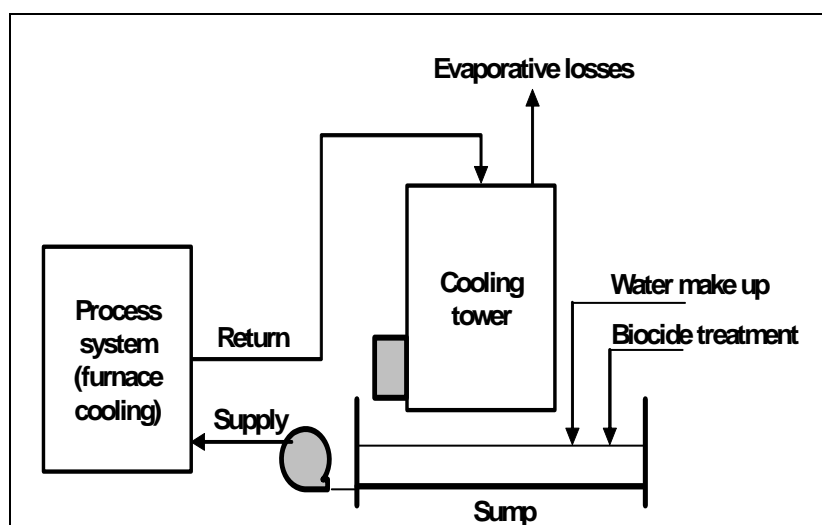 Evaporative losses
Cooling
tower
Water make up
Biocide treatment
Process
system
(furnace
cooling)
Return
Supply
Sump